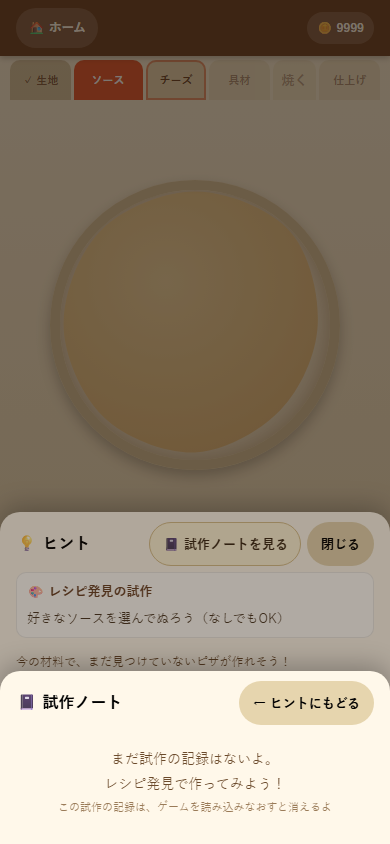 ホーム
9999
✓ 生地
ソース
チーズ
具材
焼く
仕上げ
ヒント
試作ノートを見る
閉じる
レシピ発見の試作
好きなソースを選んでぬろう（なしでもOK）
今の材料で、まだ見つけていないピザが作れそう！
試作ノート
← ヒントにもどる
まだ試作の記録はないよ。
レシピ発見で作ってみよう！
この試作の記録は、ゲームを読み込みなおすと消えるよ